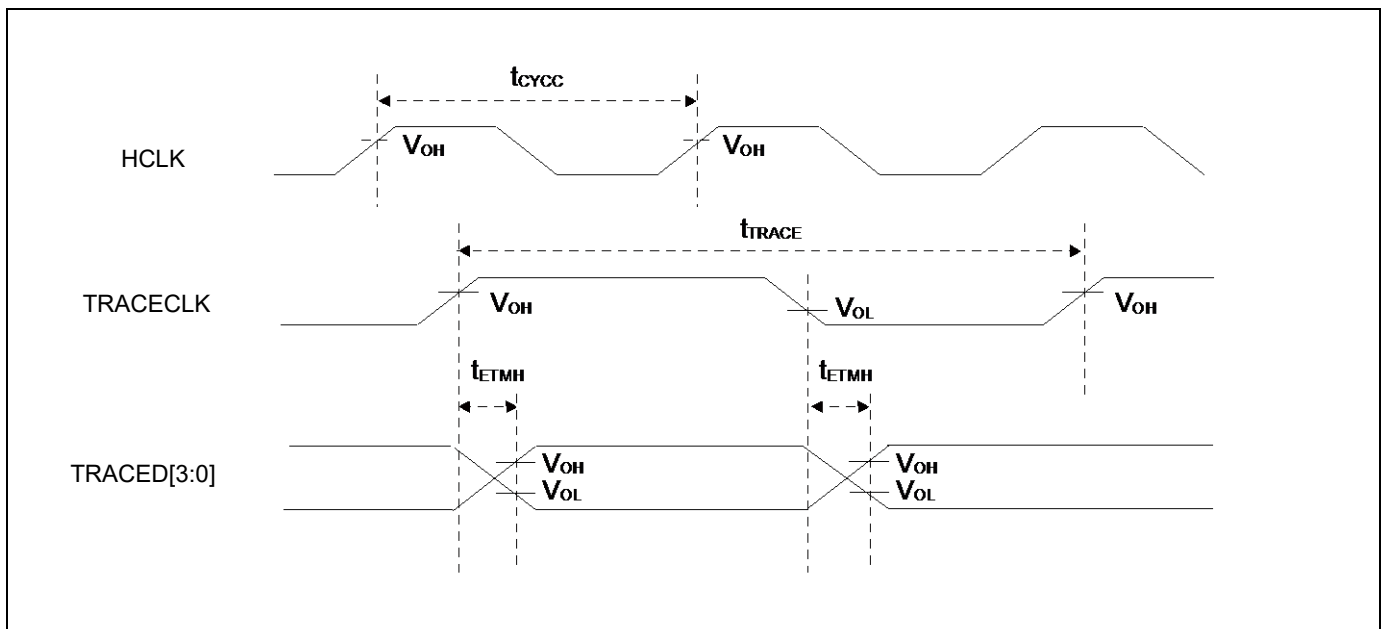 tCYCC
HCLK
VOH
VOH
tTRACE
TRACECLK
VOH
VOL
VOH
tETMH
tETMH
TRACED[3:0]
VOH
VOH
VOL
VOL